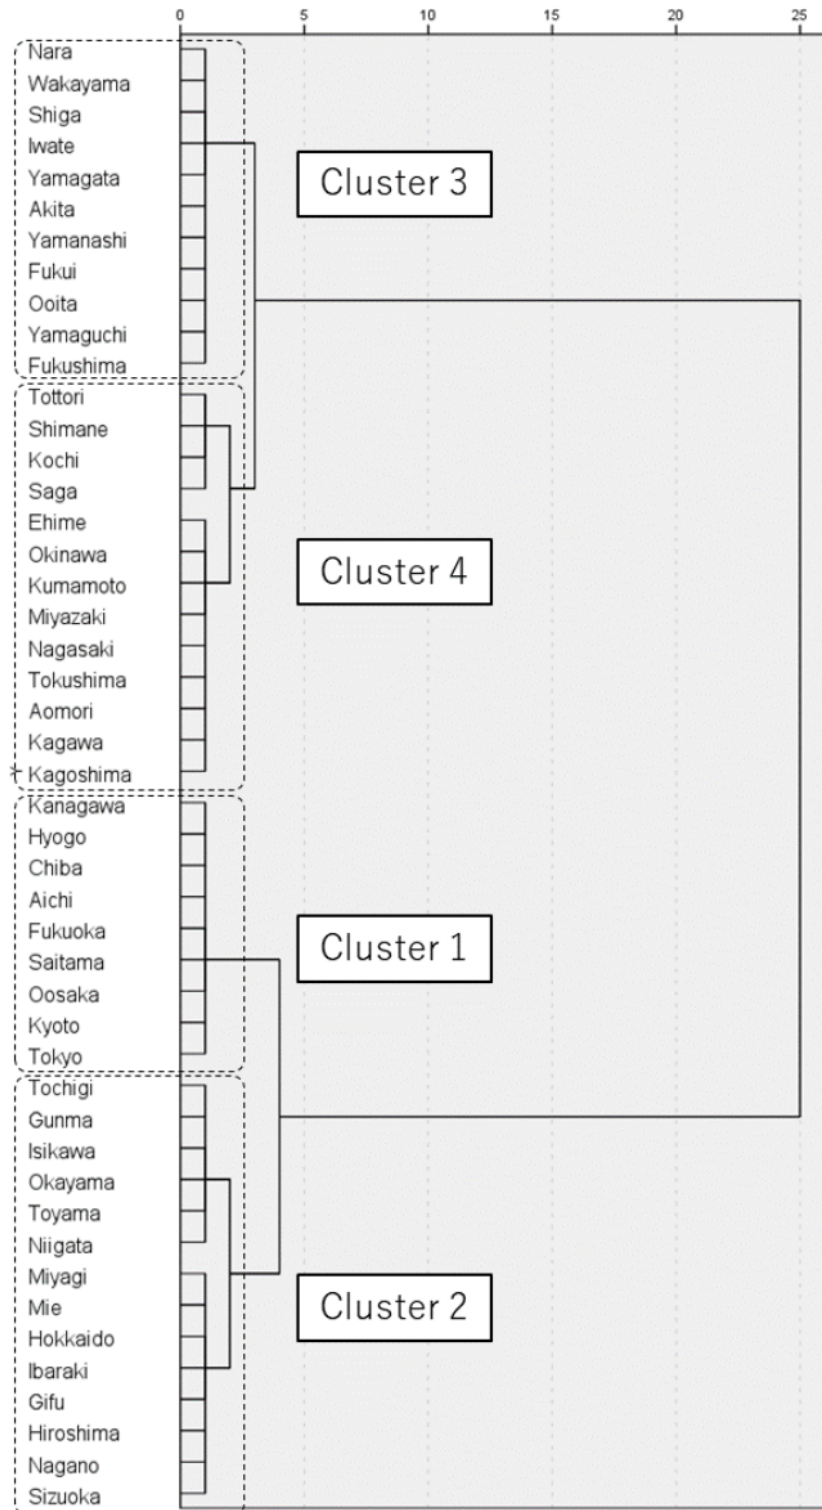 0 5 10 15 20 25
Nara
Wakayama
Shiga
Iwate
Yamagata
Cluster 3
Akita
Yamanashi
Fukui
Ooita
Yamaguchi
Fukushima
Tottori
Shimane
Kochi
Saga
Ehime
Okinawa
Cluster 4
Kumamoto
Miyazaki
Nagasaki
Tokushima
Aomori
Kagawa
Kagoshima
Kanagawa
Hyogo
Chiba
Aichi
Fukuoka
Cluster 1
Saitama
Oosaka
Kyoto
Tokyo
Tochigi
Gunma
Isikawa
Okayama
Toyama
Niigata
Miyagi
Mie
Cluster 2
Hokkaido
Ibaraki
Gifu
Hiroshima
Nagano
Sizuoka